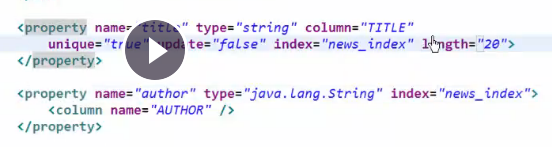 <property name="title" type="string" column="TITLE"
unique="true" update="false" index="news_index" length="20">
</property>
<property name="author" type="java.lang.String" index="news_index">
<column name="AUTHOR" />
</property>